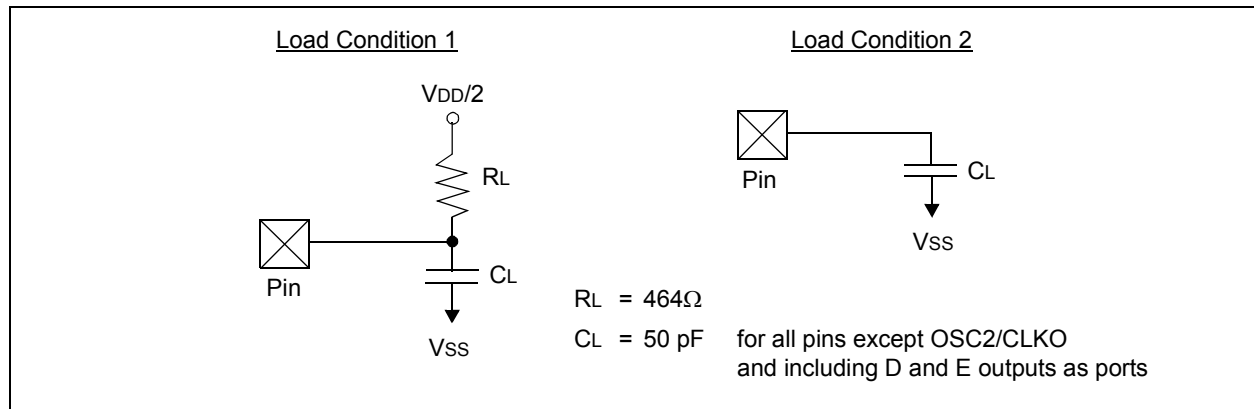 Load Condition 1
VDD/2
RL
Pin
CL
VSS
Load Condition 2
Pin
CL
VSS
RL = 464Ω
CL = 50 pF for all pins except OSC2/CLKO
and including D and E outputs as ports